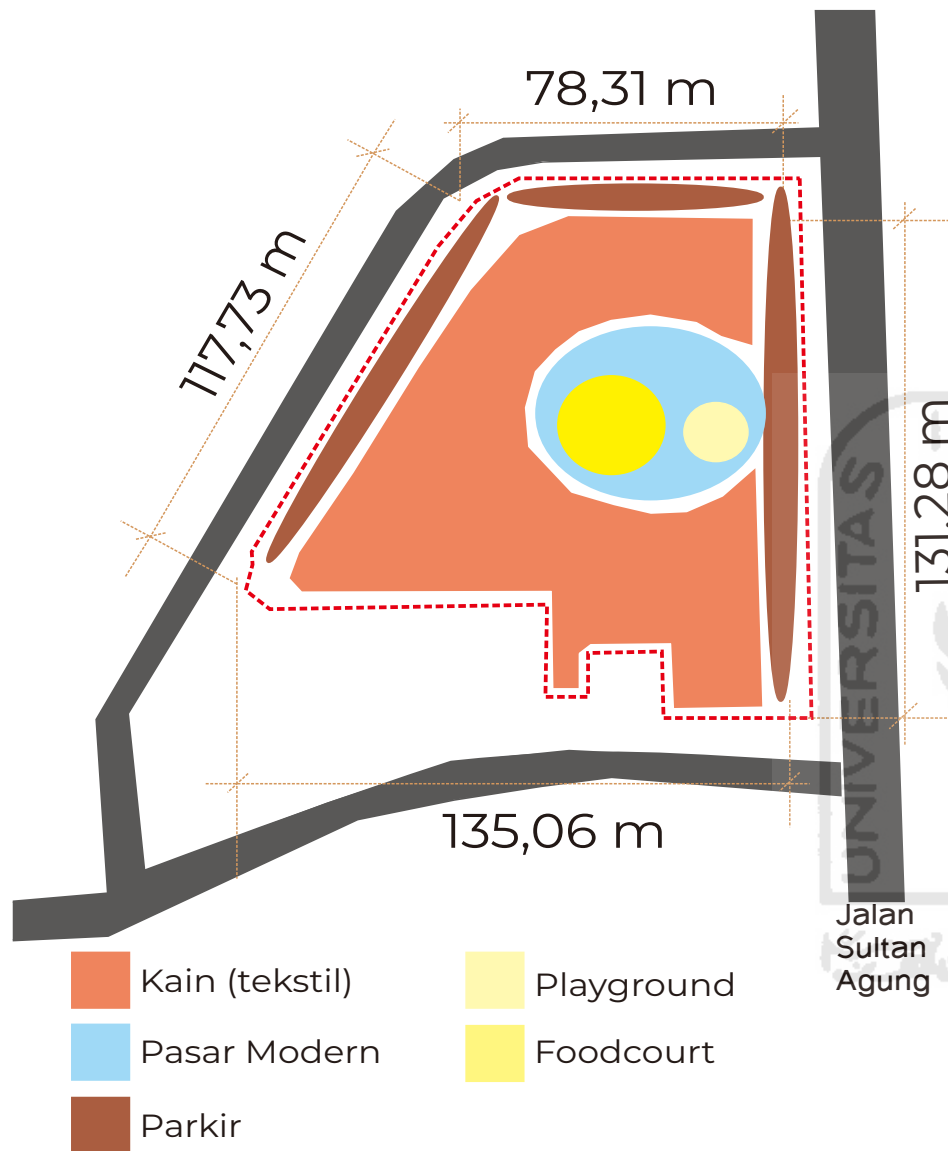 78,31 m
117,73 m
131,28 m
135,06 m
UNIVERSITAS
Jalan
Sultan
Agung
Kain (tekstil)
Pasar Modern
Parkir
Playground
Foodcourt